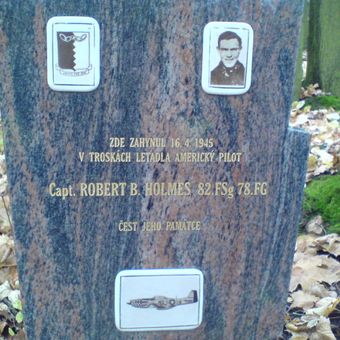 ZDE ZAHYNUL 16.4.1945
V TROSKÁCH LETADLA AMERICKÝ PILOT
Capt. ROBERT B. HOLMES, 82.FSg 78.FG
ČEST JEHO PAMÁTCE